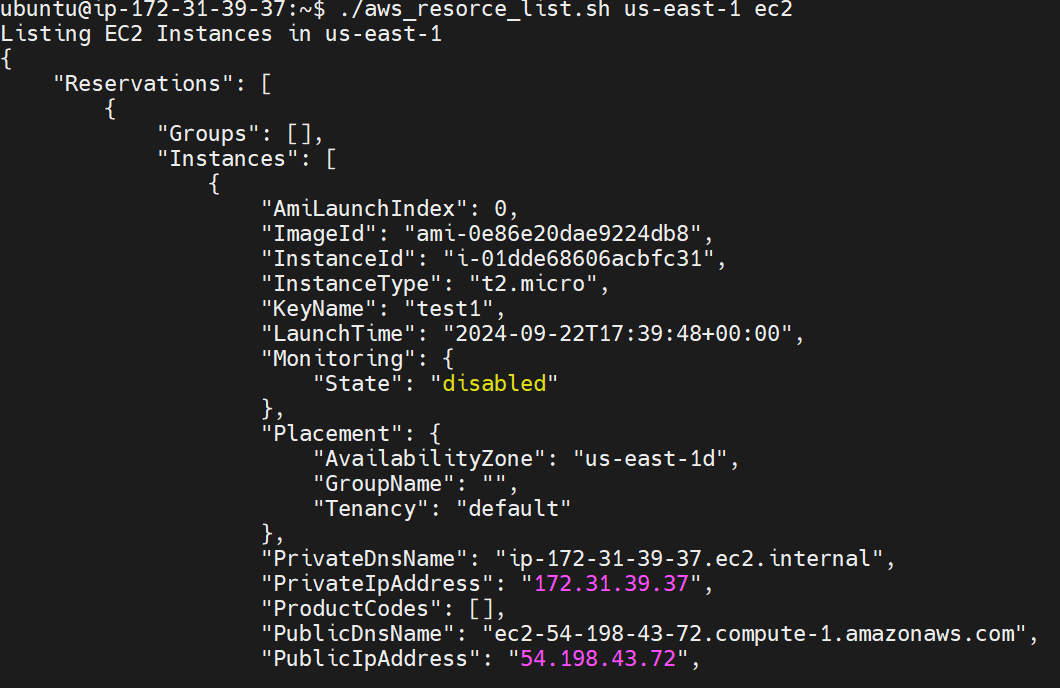 ubuntu@ip-172-31-39-37:~$ ./aws_resorce_list.sh us-east-1 ec2
Listing EC2 Instances in us-east-1
{
    "Reservations": [
        {
            "Groups": [],
            "Instances": [
                {
                    "AmiLaunchIndex": 0,
                    "ImageId": "ami-0e86e20dae9224db8",
                    "InstanceId": "i-01dde68606acbfc31",
                    "InstanceType": "t2.micro",
                    "KeyName": "test1",
                    "LaunchTime": "2024-09-22T17:39:48+00:00",
                    "Monitoring": {
                        "State": "disabled"
                    },
                    "Placement": {
                        "AvailabilityZone": "us-east-1d",
                        "GroupName": "",
                        "Tenancy": "default"
                    },
                    "PrivateDnsName": "ip-172-31-39-37.ec2.internal",
                    "PrivateIpAddress": "172.31.39.37",
                    "ProductCodes": [],
                    "PublicDnsName": "ec2-54-198-43-72.compute-1.amazonaws.com",
                    "PublicIpAddress": "54.198.43.72",